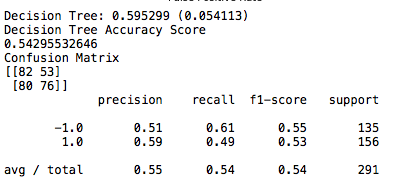 Decision Tree: 0.595299 (0.054113)
Decision Tree Accuracy Score
0.54295532646
Confusion Matrix
[[82 53]
[80 76]]
precision recall f1-score support
-1.0 0.51 0.61 0.55 135
1.0 0.59 0.49 0.53 156
avg / total 0.55 0.54 0.54 291